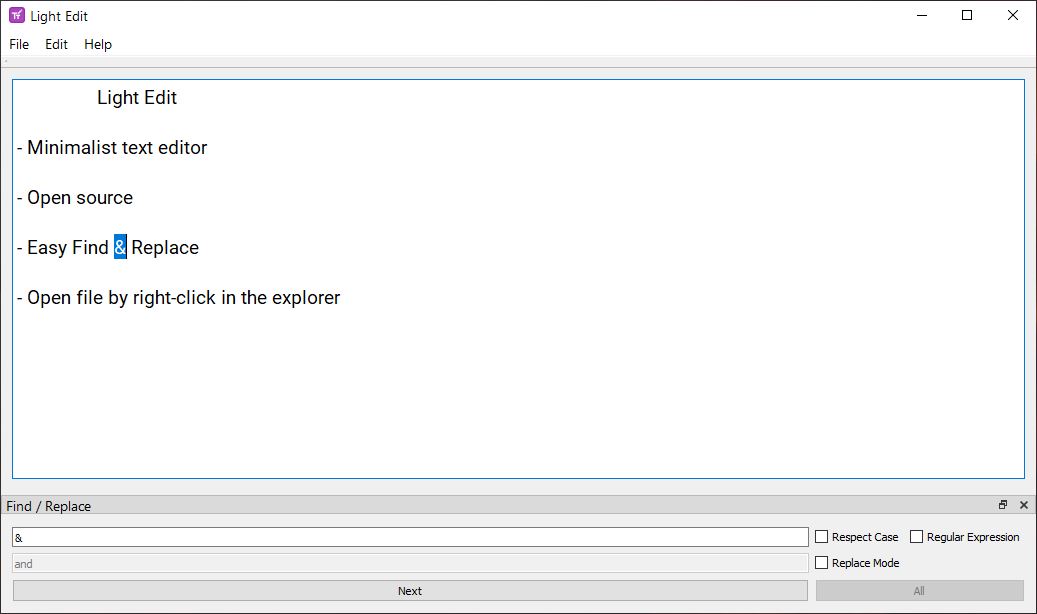 Light Edit
File Edit Help
Light Edit
- Minimalist text editor
- Open source
- Easy Find & Replace
- Open file by right-click in the explorer
Find / Replace
&
Respect Case Regular Expression
and
Replace Mode
Next All